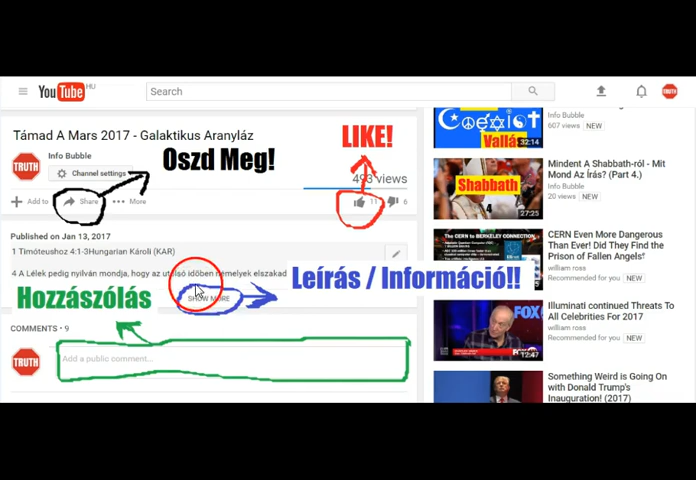 YouTube HU
Search
TRUTH
Támad A Mars 2017 - Galaktikus Aranyláz
TRUTH
Info Bubble
Channel settings
Oszd Meg!
LIKE!
493 views
Add to
Share
More
11
6
Published on Jan 13, 2017
1 Timóteushoz 4:1-3Hungarian Károli (KAR)
4 A Lélek pedig nyilván mondja, hogy az utolsó időben némelyek elszakad
SHOW MORE
Leírás / Információ!!
Hozzászólás
COMMENTS • 9
TRUTH
Add a public comment...
Vallás
32:14
Info Bubble
607 views NEW
Shabbath
4
27:25
Mindent A Shabbath-ról - Mit
Mond Az Írás? (Part 4.)
Info Bubble
20 views NEW
CERN Even More Dangerous
Than Ever! Did They Find the
Prison of Fallen Angels"
william ross
Recommended for you NEW
FOX
12:47
Illuminati continued Threats To
All Celebrities For 2017
william ross
Recommended for you NEW
Something Weird is Going On
with Donald Trump's
Inauguration! (2017)